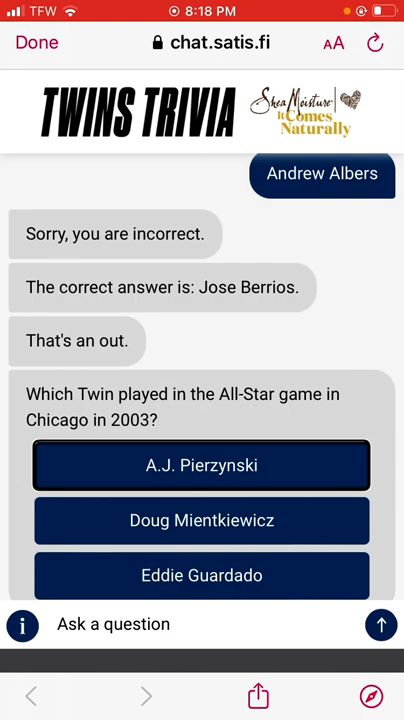 TFW 8:18 PM
Done chat.satis.fi AA
TWINS TRIVIA
SheaMoisture
It Comes
Naturally
Andrew Albers
Sorry, you are incorrect.
The correct answer is: Jose Berrios.
That's an out.
Which Twin played in the All-Star game in
Chicago in 2003?
A.J. Pierzynski
Doug Mientkiewicz
Eddie Guardado
i Ask a question